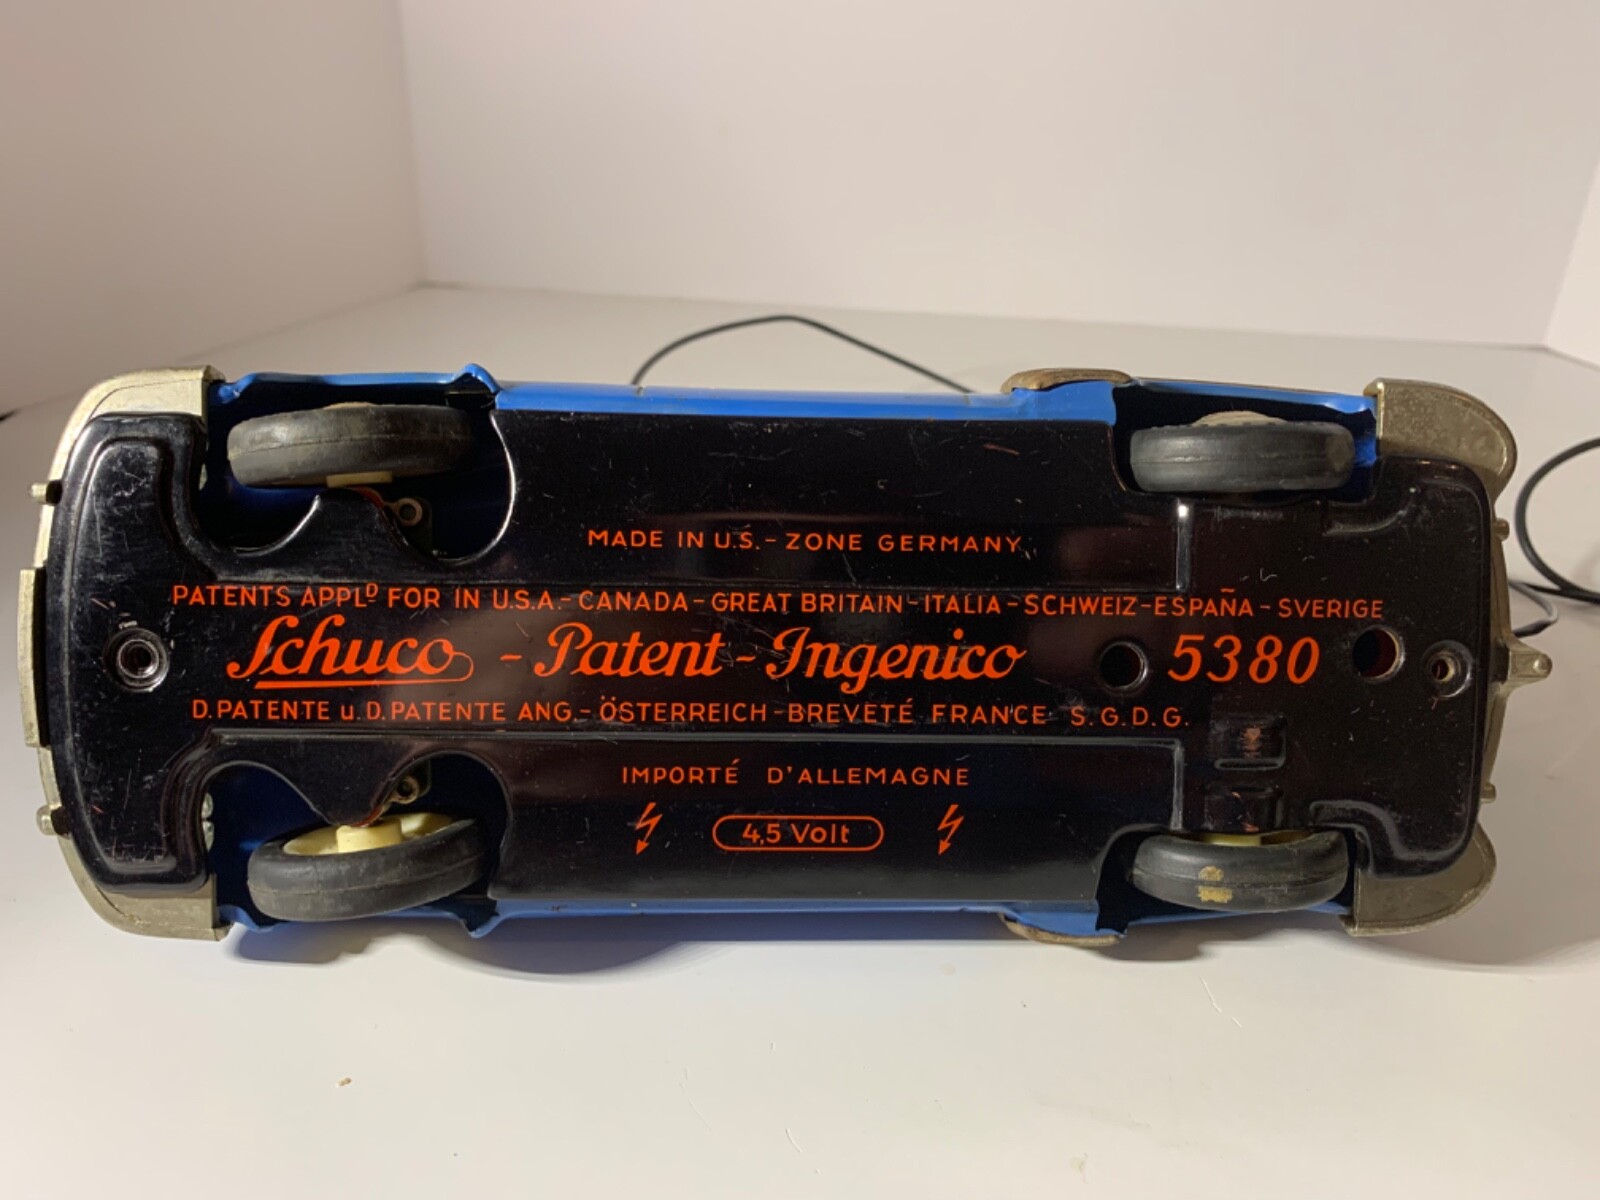 MADE IN U.S.-ZONE GERMANY
PATENTS APPLᴰ FOR IN U.S.A.-CANADA-GREAT BRITAIN-ITALIA-SCHWEIZ-ESPAÑA-SVERIGE
Schuco - Patent - Ingenico 5380
D.PATENTE u.D.PATENTE ANG.-ÖSTERREICH-BREVETÉ FRANCE S.G.D.G.
IMPORTÉ D'ALLEMAGNE
4,5 Volt